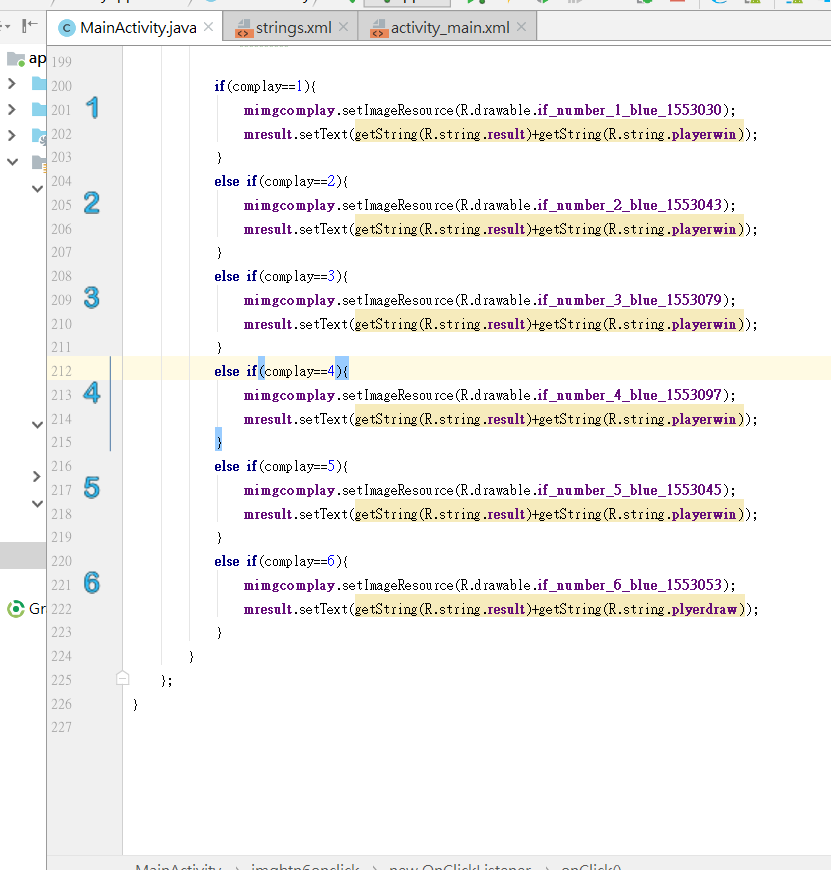 MainActivity.java × strings.xml × activity_main.xml ×
ap
199
200 if(complay==1){
201 mimgcomplay.setImageResource(R.drawable.if_number_1_blue_1553030);
202 mresult.setText(getString(R.string.result)+getString(R.string.playerwin));
203 }
204 else if(complay==2){
205 mimgcomplay.setImageResource(R.drawable.if_number_2_blue_1553043);
206 mresult.setText(getString(R.string.result)+getString(R.string.playerwin));
207 }
208 else if(complay==3){
209 mimgcomplay.setImageResource(R.drawable.if_number_3_blue_1553079);
210 mresult.setText(getString(R.string.result)+getString(R.string.playerwin));
211 }
212 else if(complay==4){
213 mimgcomplay.setImageResource(R.drawable.if_number_4_blue_1553097);
214 mresult.setText(getString(R.string.result)+getString(R.string.playerwin));
215 }
216 else if(complay==5){
217 mimgcomplay.setImageResource(R.drawable.if_number_5_blue_1553045);
218 mresult.setText(getString(R.string.result)+getString(R.string.playerwin));
219 }
220 else if(complay==6){
221 mimgcomplay.setImageResource(R.drawable.if_number_6_blue_1553053);
222 mresult.setText(getString(R.string.result)+getString(R.string.plyerdraw));
223 }
224 }
225 };
226 }
227
1
2
3
4
5
6
Gr
MainActivity imgbtn6onclick new OnClickListener onClick()